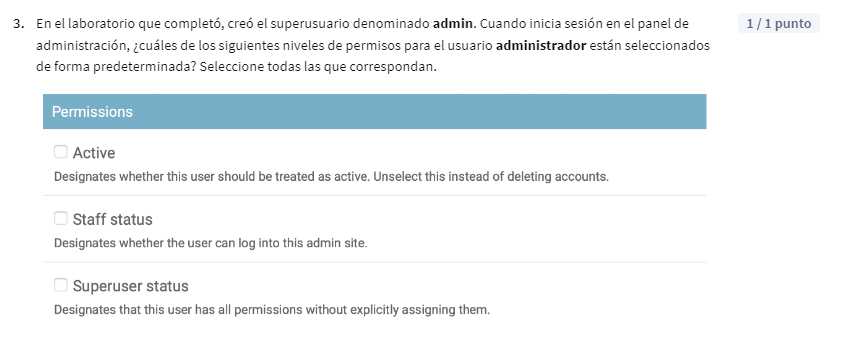 3. En el laboratorio que completó, creó el superusuario denominado admin. Cuando inicia sesión en el panel de
1 / 1 punto
administración, ¿cuáles de los siguientes niveles de permisos para el usuario administrador están seleccionados
de forma predeterminada? Seleccione todas las que correspondan.
Permissions
Active
Designates whether this user should be treated as active. Unselect this instead of deleting accounts.
Staff status
Designates whether the user can log into this admin site.
Superuser status
Designates that this user has all permissions without explicitly assigning them.